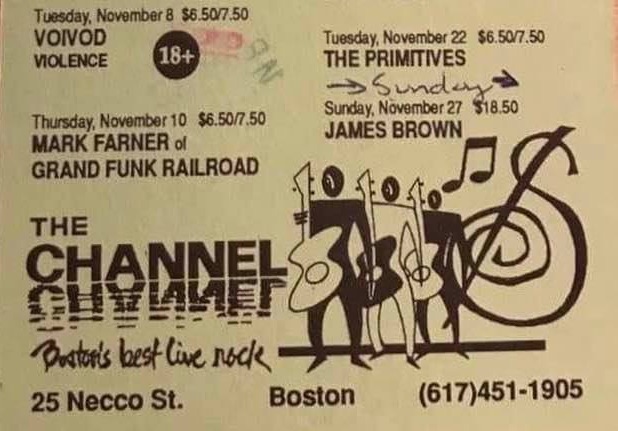 Tuesday, November 8 $6.50/7.50
VOIVOD
VIOLENCE
18+
Thursday, November 10 $6.50/7.50
MARK FARNER of
GRAND FUNK RAILROAD
Tuesday, November 22 $6.50/7.50
THE PRIMITIVES
→ Sunday →
Sunday, November 27 $18.50
JAMES BROWN
THE
CHANNEL
CHANNEL
Boston's best live rock
25 Necco St. Boston (617)451-1905